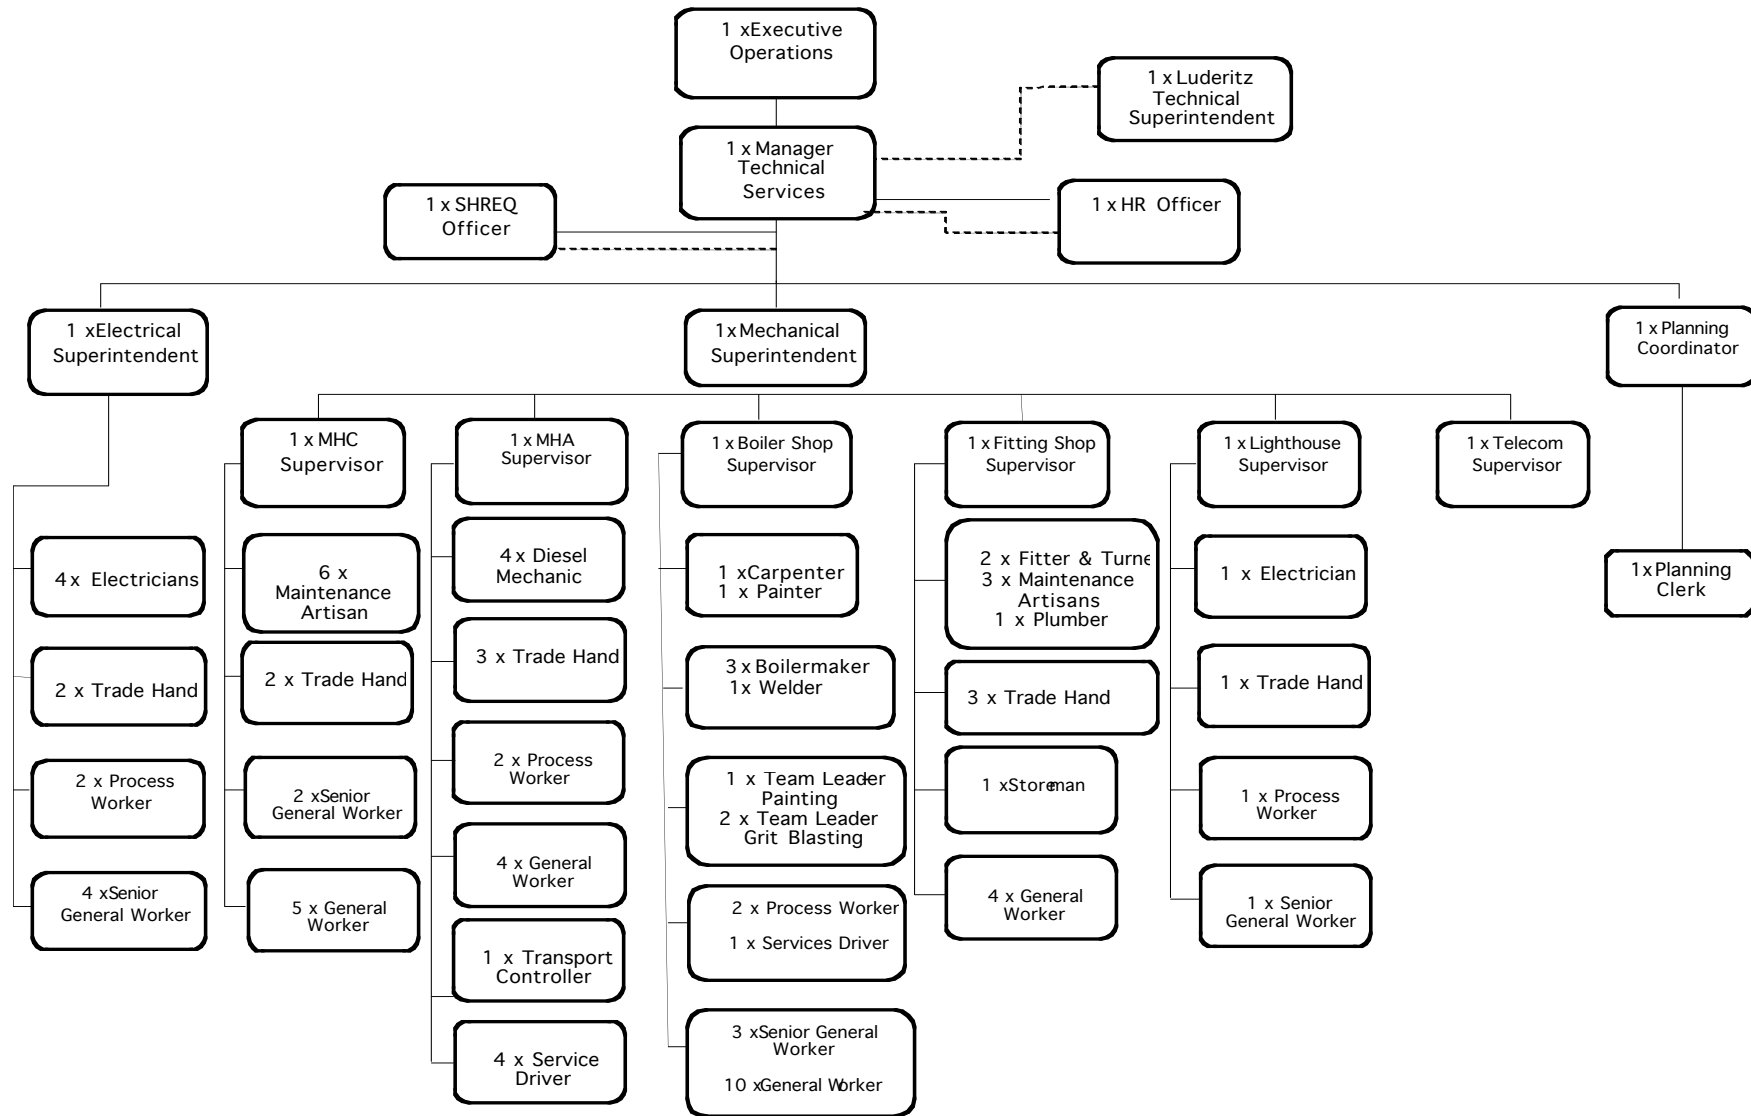 1 xExecutive
Operations
1 x Luderitz
Technical
Superintendent
1 x Manager
Technical
Services
1 x SHREQ
Officer
1 x HR Officer
1 xElectrical
Superintendent
1 x Mechanical
Superintendent
1 x Planning
Coordinator
1 x MHC
Supervisor
1 x MHA
Supervisor
1 x Boiler Shop
Supervisor
1 x Fitting Shop
Supervisor
1 x Lighthouse
Supervisor
1 x Telecom
Supervisor
4 x Electricians
2 x Trade Hand
2 x Process
Worker
4 xSenior
General Worker
6 x
Maintenance
Artisan
2 x Trade Hand
2 xSenior
General Worker
5 x General
Worker
4 x Diesel
Mechanic
3 x Trade Hand
2 x Process
Worker
4 x General
Worker
1 x Transport
Controller
4 x Service
Driver
1 xCarpenter
1 x Painter
3 x Boilermaker
1 x Welder
1 x Team Leader
Painting
2 x Team Leader
Grit Blasting
2 x Process Worker
1 x Services Driver
3 xSenior General
Worker
10 xGeneral Worker
2 x Fitter & Turne
3 x Maintenance
Artisans
1 x Plumber
3 x Trade Hand
1 xStoreman
4 x General
Worker
1 x Electrician
1 x Trade Hand
1 x Process
Worker
1 x Senior
General Worker
1 x Planning
Clerk